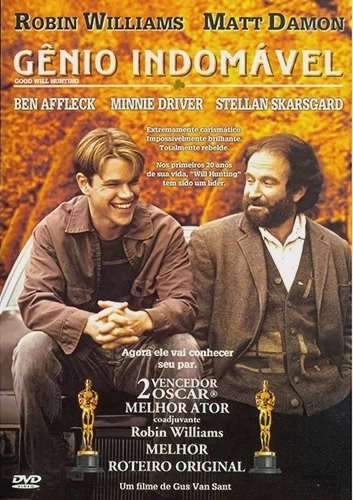 ROBIN WILLIAMS MATT DAMON
GÊNIO INDOMÁVEL
GOOD WILL HUNTING
BEN AFFLECK MINNIE DRIVER STELLAN SKARSGARD
Extremamente carismático.
Impossivelmente brilhante.
Totalmente rebelde.
Nos primeiros 20 anos
de sua vida, "Will Hunting"
tem sido um líder.
Agora ele vai conhecer
seu par.
2 VENCEDOR
OSCAR®
MELHOR ATOR
coadjuvante
Robin Williams
MELHOR
ROTEIRO ORIGINAL
DVD
VIDEO
Um filme de Gus Van Sant